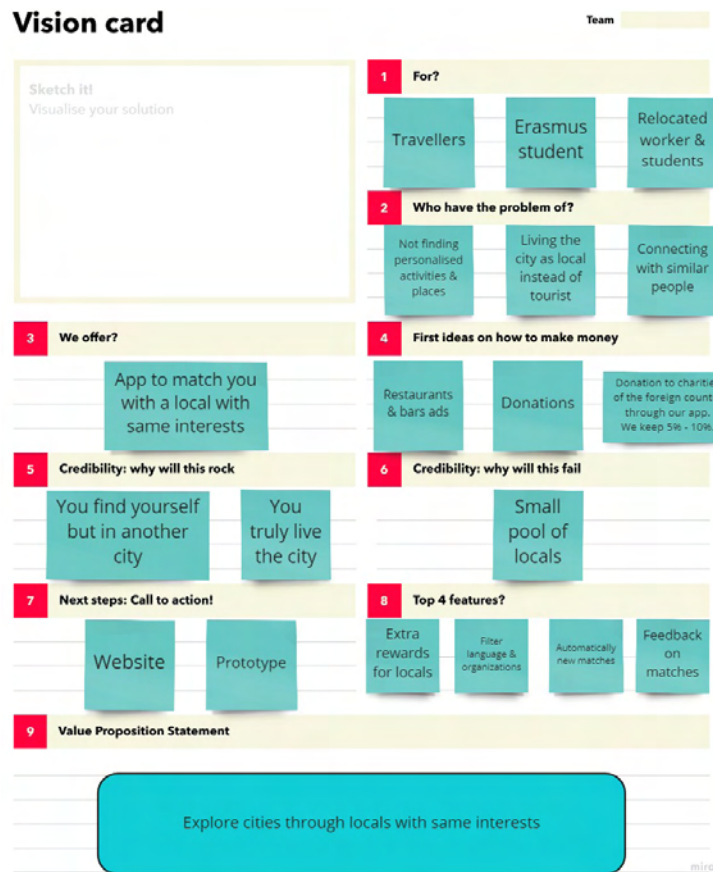 Vision card
Team
Sketch it!
Visualise your solution
1
For?
Travellers
Erasmus
student
Relocated
worker &
students
2
Who have the problem of?
Not finding
personalised
activities &
places
Living the
city as local
instead of
tourist
Connecting
with similar
people
3
We offer?
App to match you
with a local with
same interests
4
First ideas on how to make money
Restaurants
& bars ads
Donations
Donation to charitie
of the foreign count
through our app.
We keep 5% - 10%
5
Credibility: why will this rock
You find yourself
but in another
city
You
truly live
the city
6
Credibility: why will this fail
Small
pool of
locals
7
Next steps: Call to action!
Website
Prototype
8
Top 4 features?
Extra
rewards
for locals
Filter
language &
organizations
Automatically
new matches
Feedback
on
matches
9
Value Proposition Statement
Explore cities through locals with same interests
miro